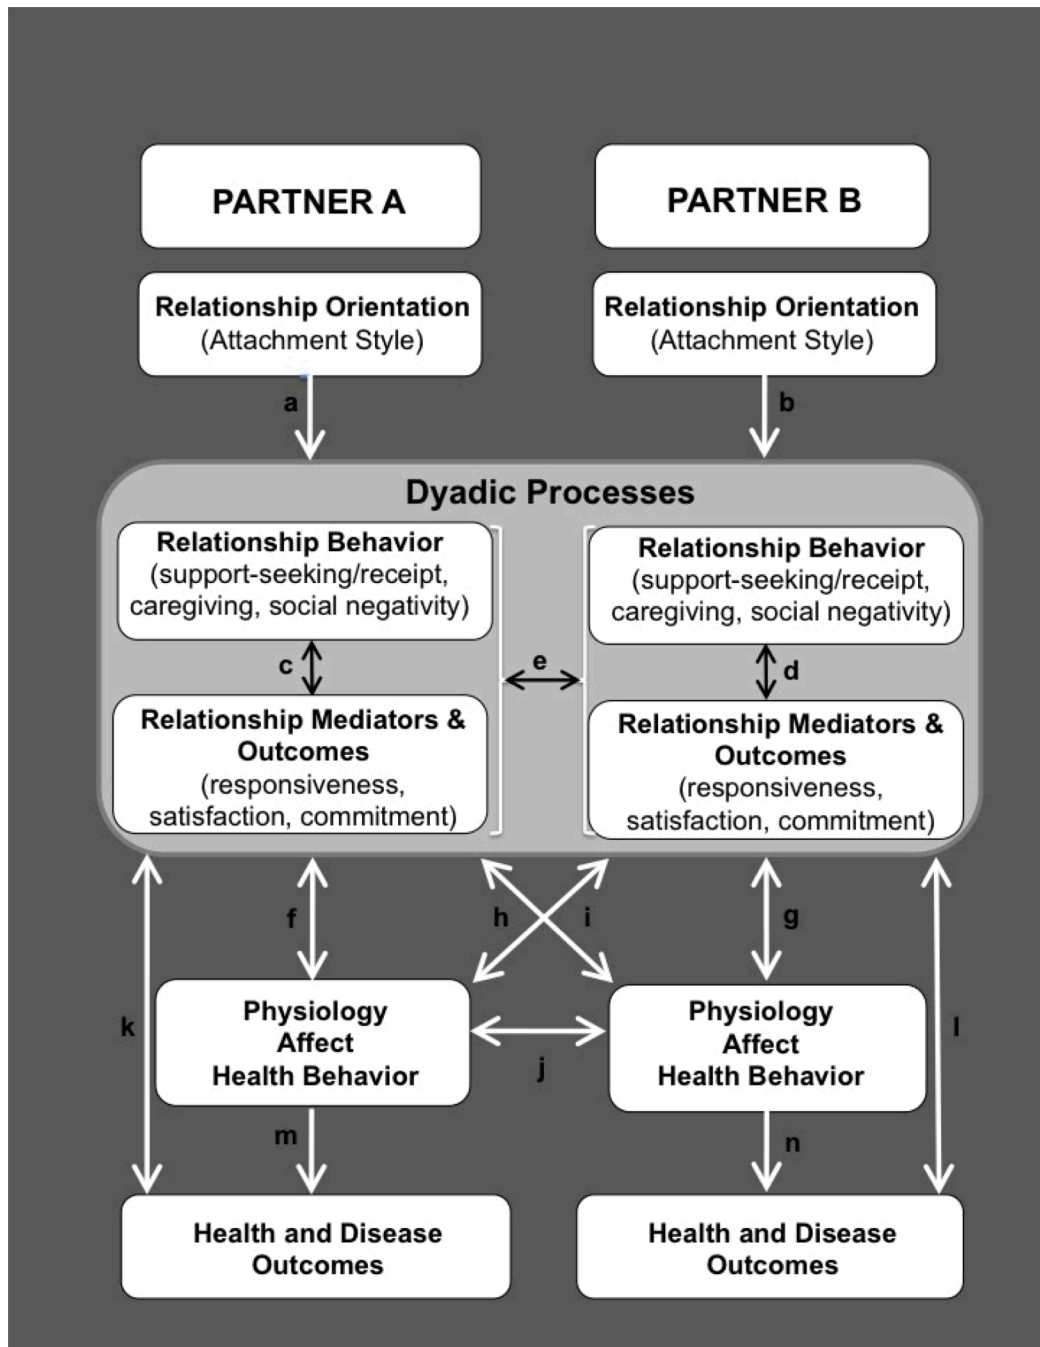 PARTNER A
PARTNER B
Relationship Orientation
(Attachment Style)
Relationship Orientation
(Attachment Style)
a
b
Dyadic Processes
Relationship Behavior
(support-seeking/receipt,
caregiving, social negativity)
Relationship Behavior
(support-seeking/receipt,
caregiving, social negativity)
c
e
d
Relationship Mediators &
Outcomes
(responsiveness,
satisfaction, commitment)
Relationship Mediators &
Outcomes
(responsiveness,
satisfaction, commitment)
f
h
i
g
k
Physiology
Affect
Health Behavior
j
Physiology
Affect
Health Behavior
l
m
n
Health and Disease
Outcomes
Health and Disease
Outcomes